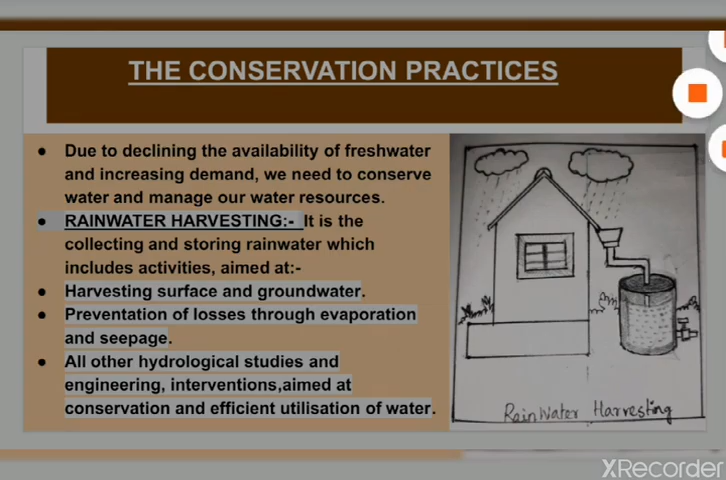 THE CONSERVATION PRACTICES
Due to declining the availability of freshwater
and increasing demand, we need to conserve
water and manage our water resources.
RAINWATER HARVESTING:- It is the
collecting and storing rainwater which
includes activities, aimed at:-
Harvesting surface and groundwater.
Preventation of losses through evaporation
and seepage.
All other hydrological studies and
engineering, interventions,aimed at
conservation and efficient utilisation of water.
RainWater Harvesting
XRecorder